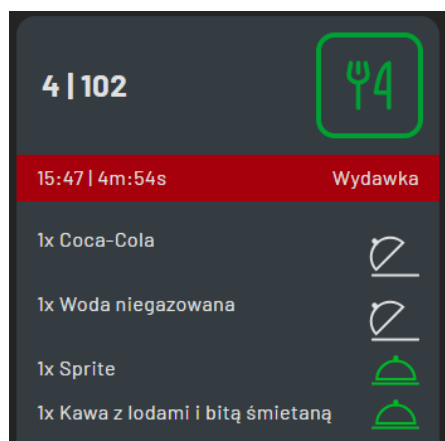 4 | 102
15:47 | 4m:54s Wydawka
1x Coca-Cola
1x Woda niegazowana
1x Sprite
1x Kawa z lodami i bitą śmietaną